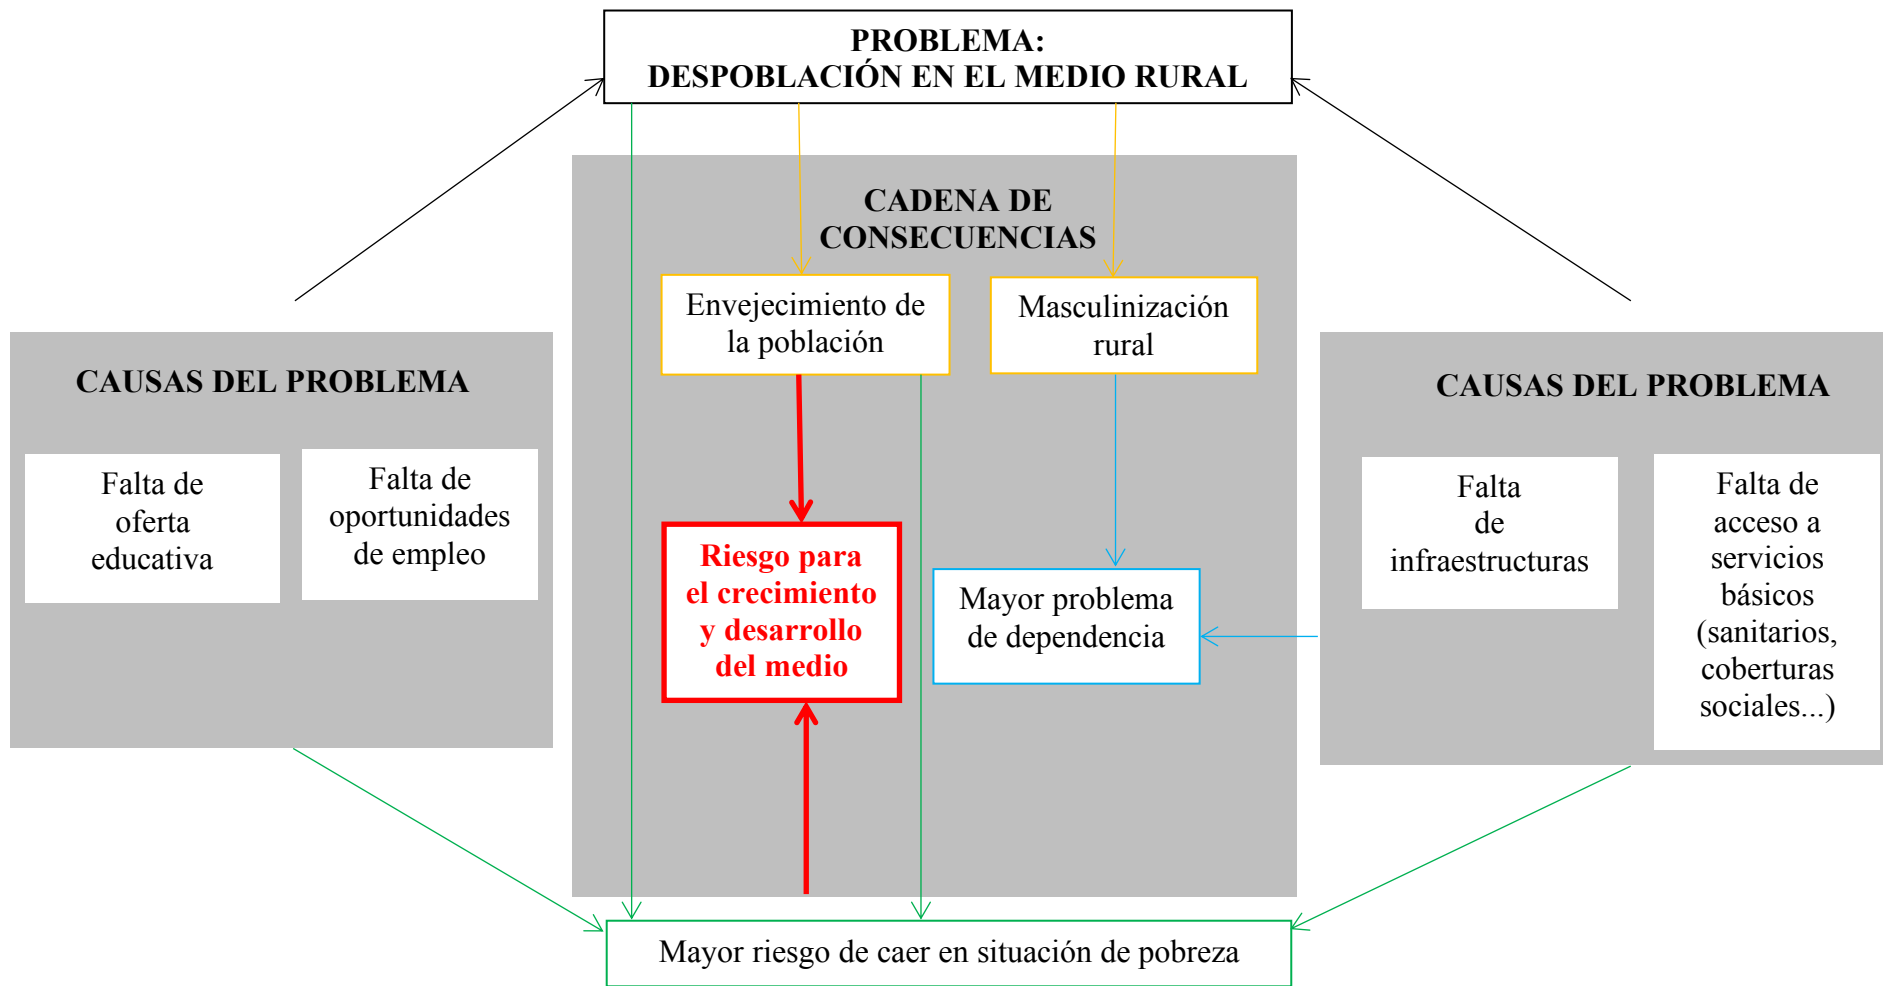 PROBLEMA:
DESPOBLACIÓN EN EL MEDIO RURAL
CADENA DE
CONSECUENCIAS
Envejecimiento de
la población
Masculinización
rural
CAUSAS DEL PROBLEMA
Falta de
oferta
educativa
Falta de
oportunidades
de empleo
Riesgo para
el crecimiento
y desarrollo
del medio
Mayor problema
de dependencia
CAUSAS DEL PROBLEMA
Falta
de
infraestructuras
Falta de
acceso a
servicios
básicos
(sanitarios,
coberturas
sociales...)
Mayor riesgo de caer en situación de pobreza